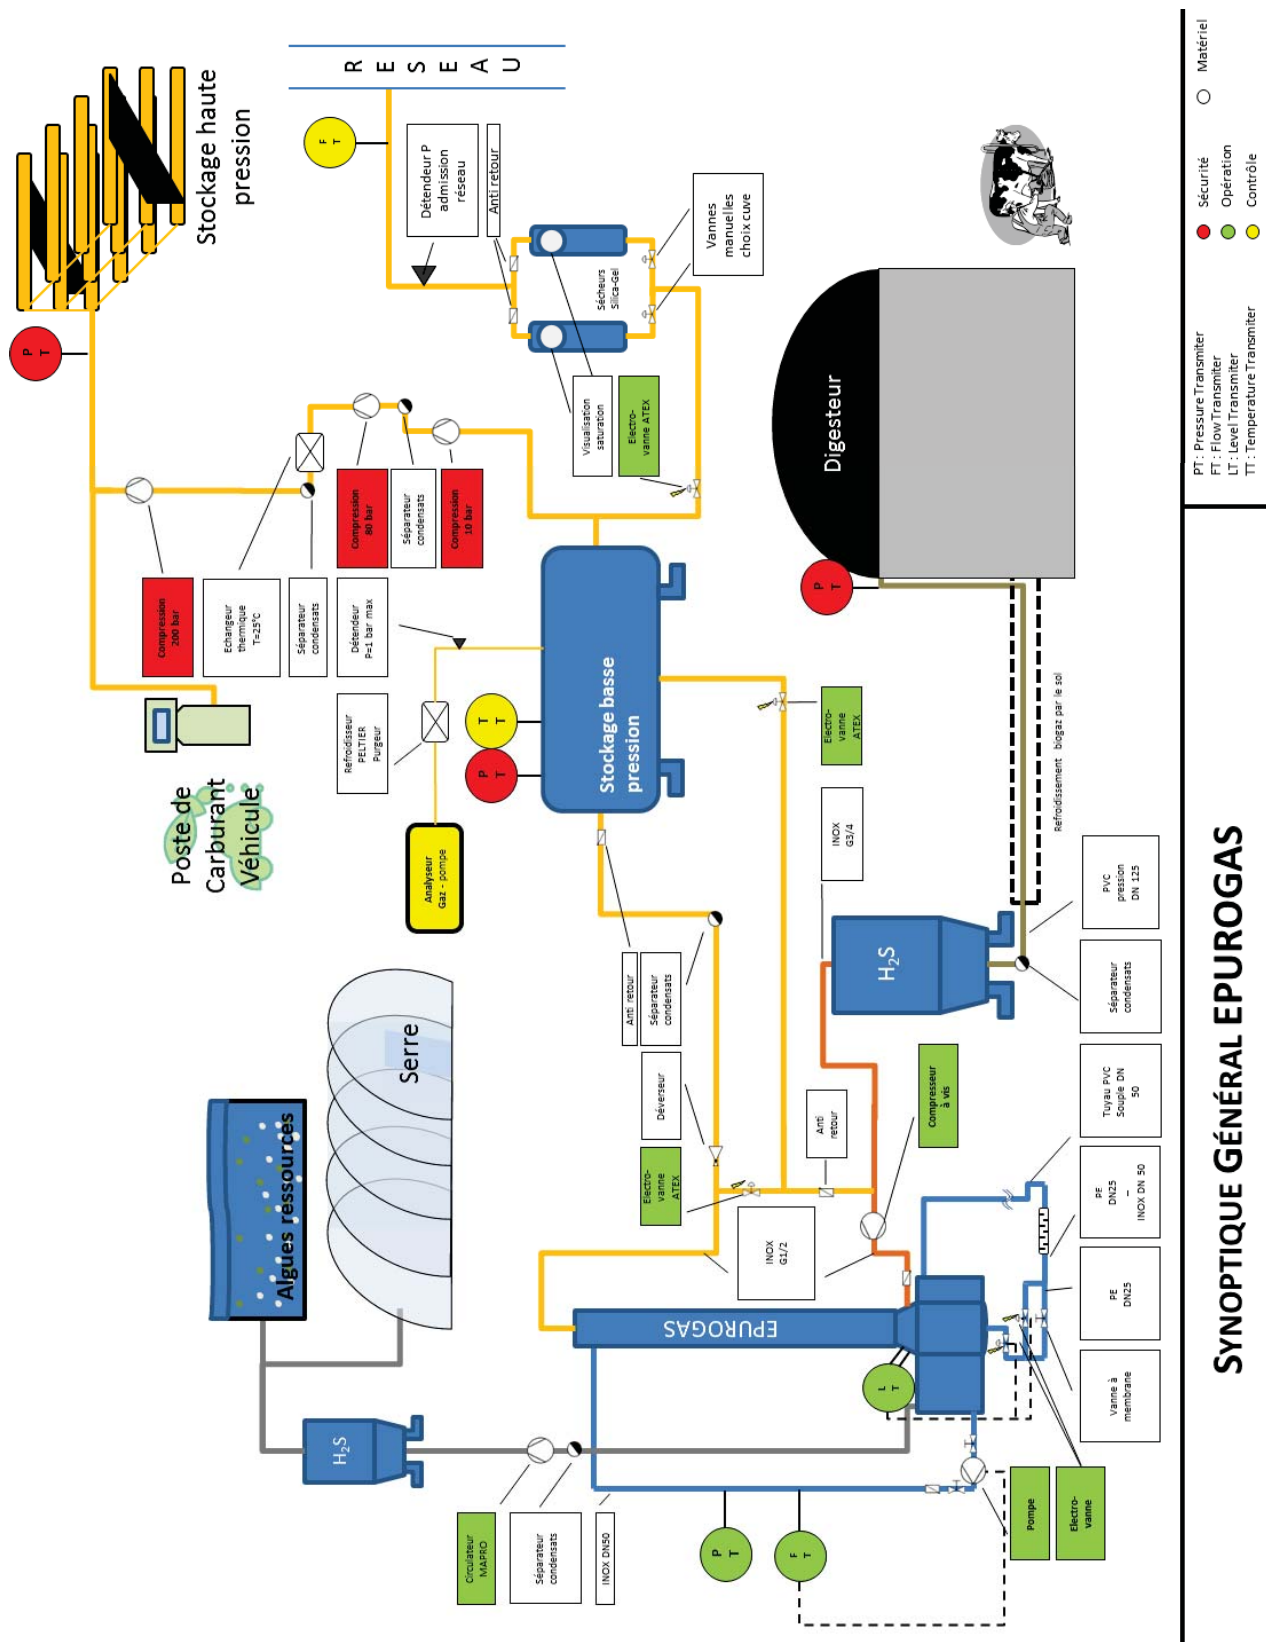 Stockage haute
pression
R
E
S
E
A
U
P
T
F
T
Détendeur P
admission
réseau
Anti retour
Vannes
manuelles
choix cuve
Sécheurs
Silica-Gel
Visualisation
saturation
Electro-
vanne ATEX
Compression
200 bar
Echangeur
thermique
T=25°C
Séparateur
condensats
Détendeur
P=1 bar max
Compression
80 bar
Séparateur
condensats
Compression
10 bar
Poste de
Carburant
Véhicule
Refroidisseur
PELTIER
Purgeur
Analyseur
Gaz - pompe
P
T
T
T
Stockage basse
pression
Digesteur
P
T
Electro-
vanne
ATEX
INOX
G3/4
Refroidissement biogaz par le sol
PVC
pression
DN 125
H2S
Séparateur
condensats
Anti retour
Séparateur
condensats
Déverseur
Electro-
vanne
ATEX
Anti
retour
Compresseur
à vis
Tuyau PVC
Souple DN
50
PE
DN25
–
INOX DN 50
PE
DN25
Vanne à
membrane
INOX
G1/2
Algues ressources
Serre
EPUROGAS
L
T
H2S
Circulateur
MAPRO
Séparateur
condensats
INOX DN50
P
T
F
T
Pompe
Electro-
vanne
SYNOPTIQUE GÉNÉRAL EPUROGAS
PT : Pressure Transmiter
FT : Flow Transmiter
LT : Level Transmiter
TT : Temperature Transmiter
Sécurité
Opération
Contrôle
Matériel